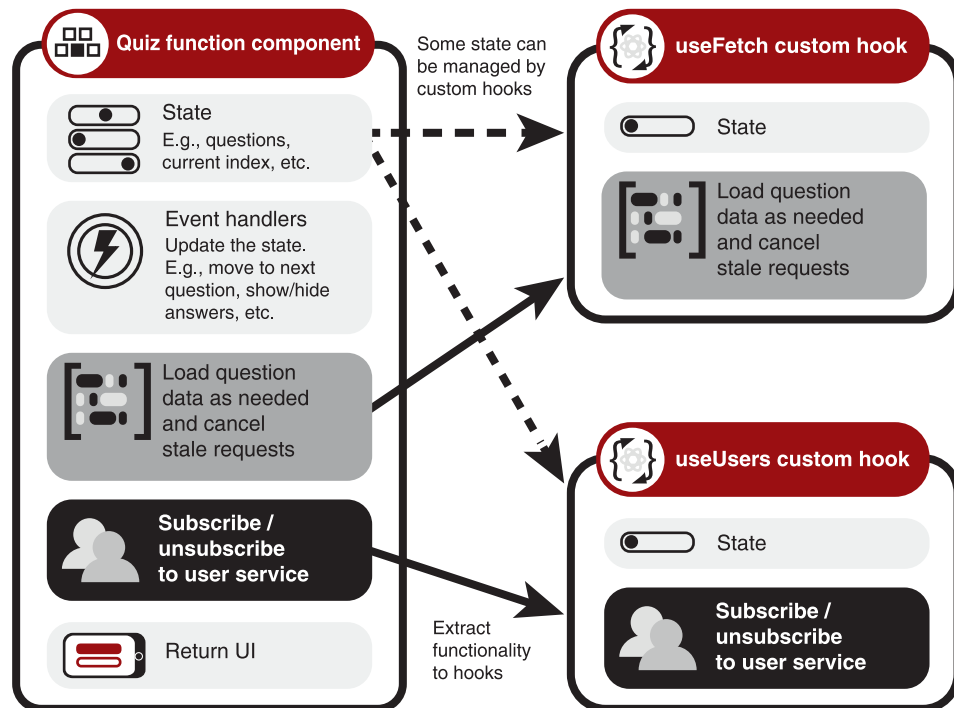 Quiz function component
State
E.g., questions,
current index, etc.
Event handlers
Update the state.
E.g., move to next
question, show/hide
answers, etc.
Load question
data as needed
and cancel
stale requests
Subscribe /
unsubscribe
to user service
Return UI
Some state can
be managed by
custom hooks
Extract
functionality
to hooks
useFetch custom hook
State
Load question
data as needed
and cancel
stale requests
useUsers custom hook
State
Subscribe /
unsubscribe
to user service